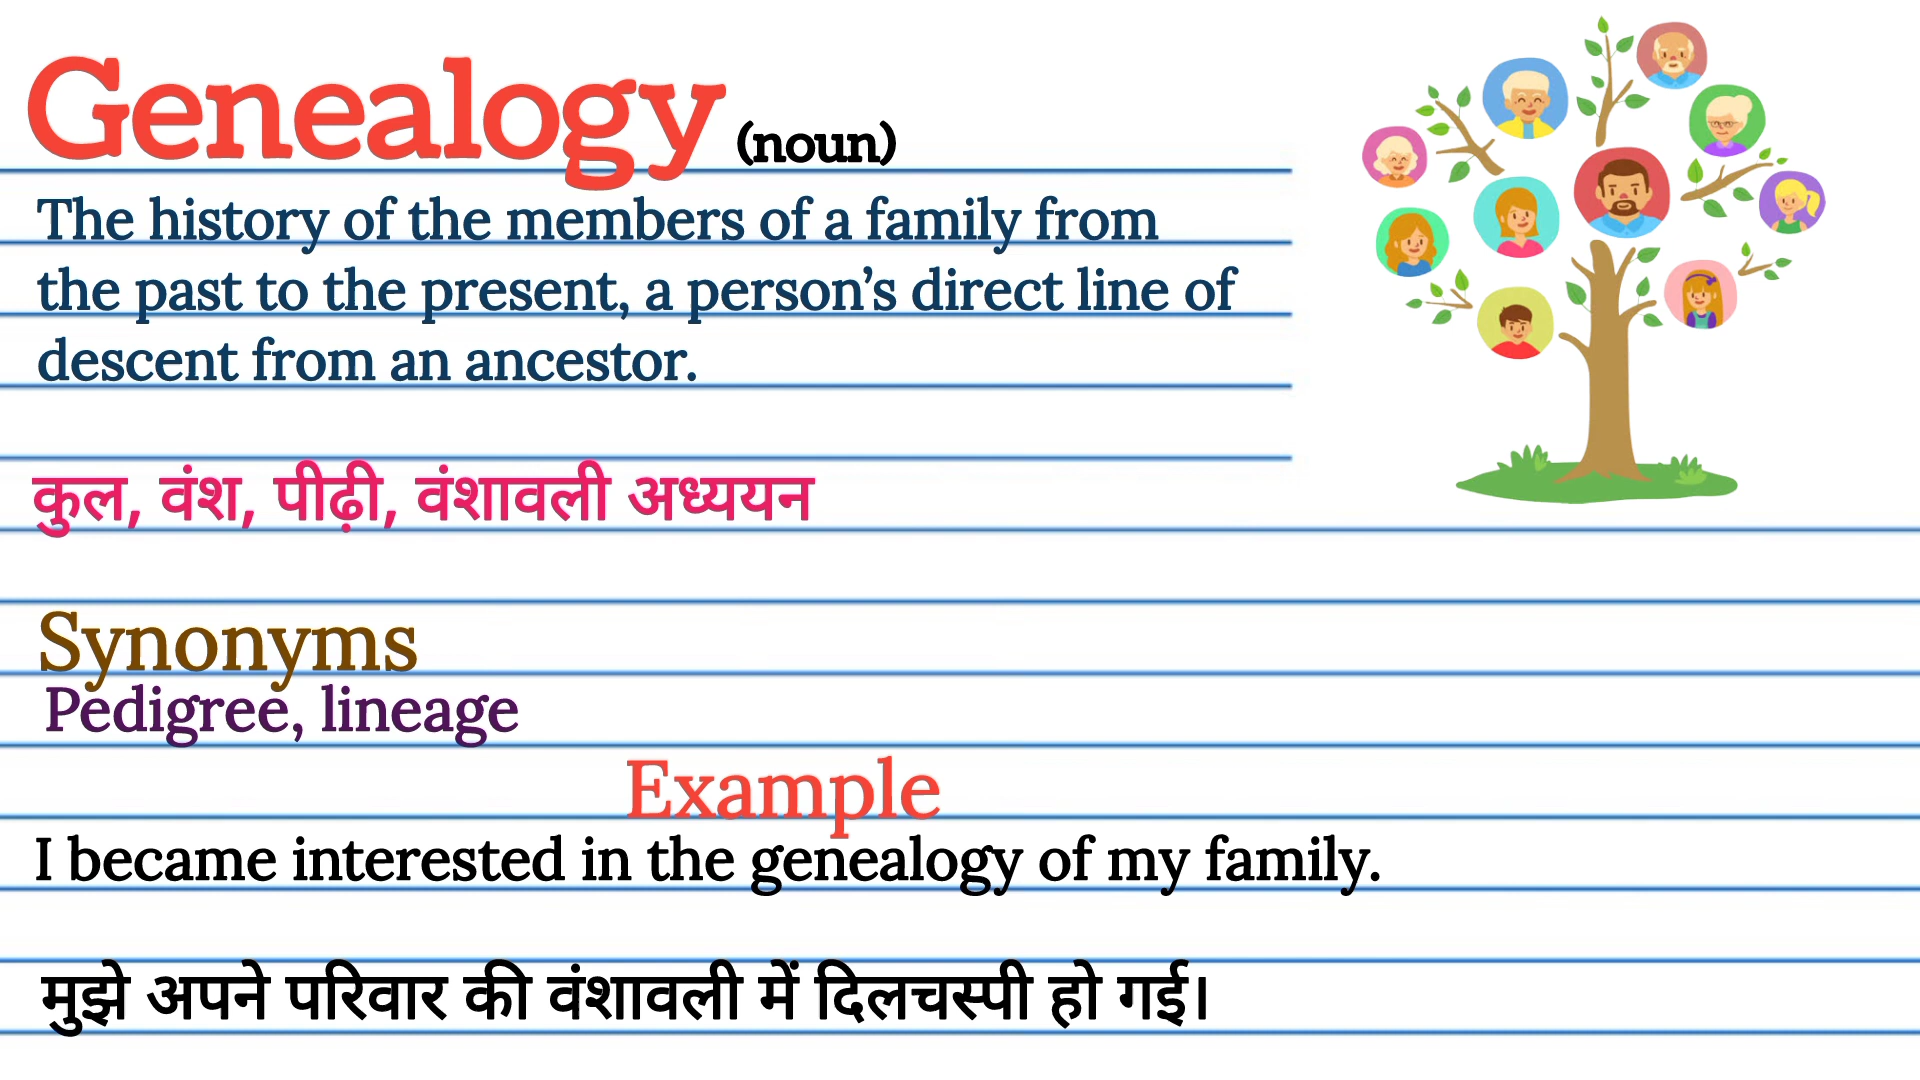 Genealogy (noun)
The history of the members of a family from
the past to the present, a person’s direct line of
descent from an ancestor.
कुल, वंश, पीढ़ी, वंशावली अध्ययन
Synonyms
Pedigree, lineage
Example
I became interested in the genealogy of my family.
मुझे अपने परिवार की वंशावली में दिलचस्पी हो गई।